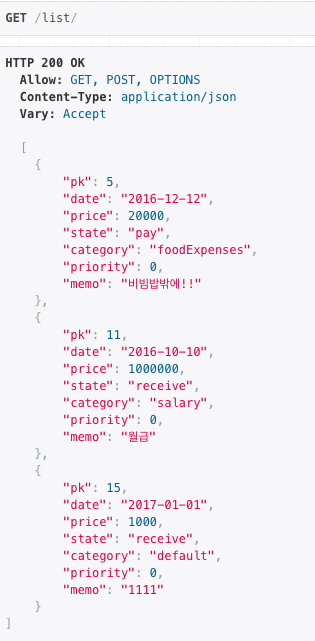 GET /list/
HTTP 200 OK
Allow: GET, POST, OPTIONS
Content-Type: application/json
Vary: Accept
[
{
"pk": 5,
"date": "2016-12-12",
"price": 20000,
"state": "pay",
"category": "foodExpenses",
"priority": 0,
"memo": "비빔밥밖에!!"
},
{
"pk": 11,
"date": "2016-10-10",
"price": 1000000,
"state": "receive",
"category": "salary",
"priority": 0,
"memo": "월급"
},
{
"pk": 15,
"date": "2017-01-01",
"price": 1000,
"state": "receive",
"category": "default",
"priority": 0,
"memo": "1111"
}
]